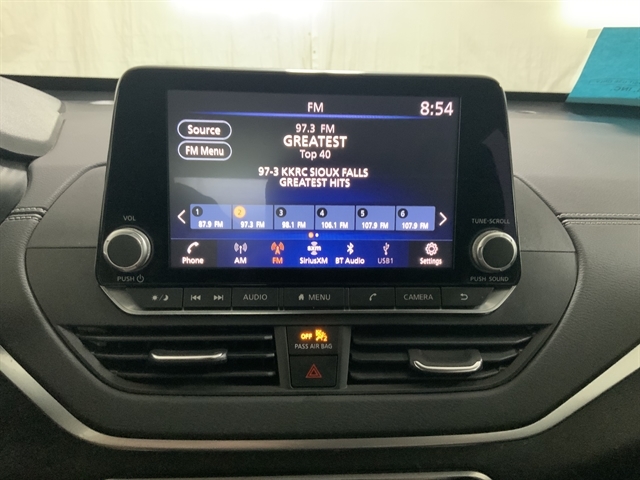 FM
8:54
Source
97.3 FM
GREATEST
Top 40
FM Menu
97-3 KKRC SIOUX FALLS
GREATEST HITS
1 2 3 4 5 6
87.9 FM 97.3 FM 98.1 FM 106.1 FM 107.9 FM 107.9 FM
Phone AM FM SiriusXM BT Audio USB1 Settings
VOL
PUSH
TUNE·SCROLL
PUSH SOUND
AUDIO MENU CAMERA
OFF
PASS AIR BAG